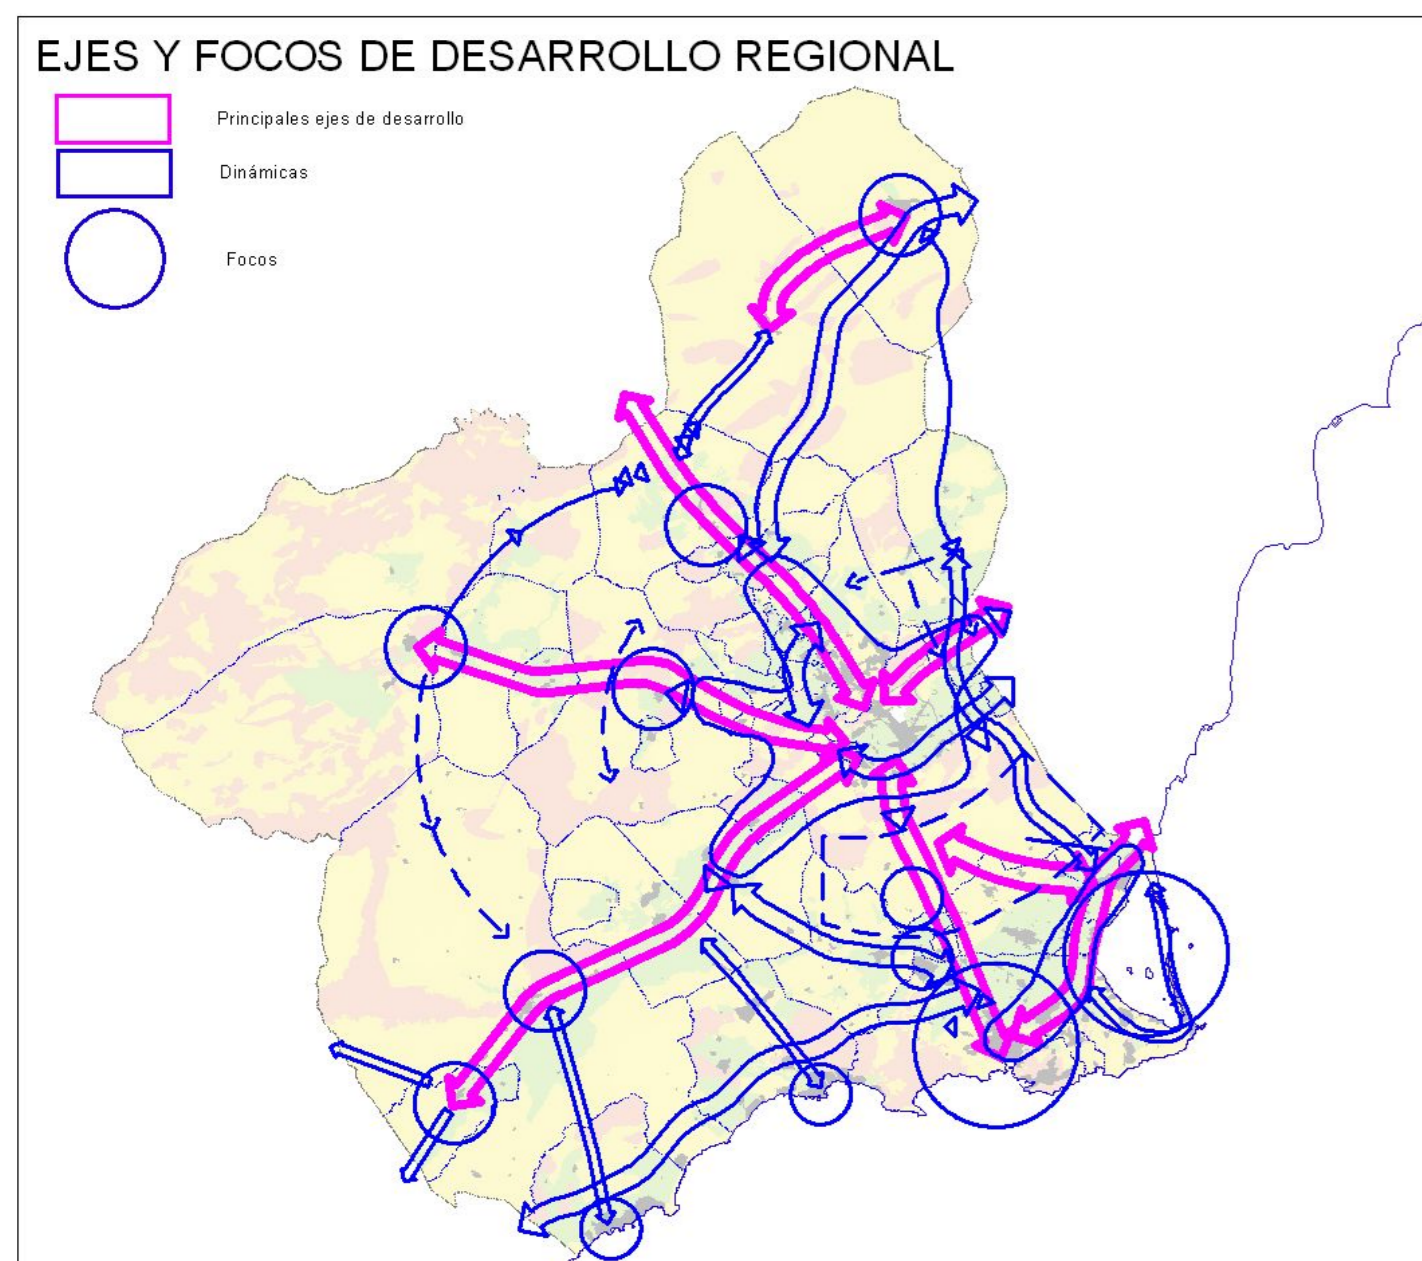 EJES Y FOCOS DE DESARROLLO REGIONAL
Principales ejes de desarrollo
Dinámicas
Focos